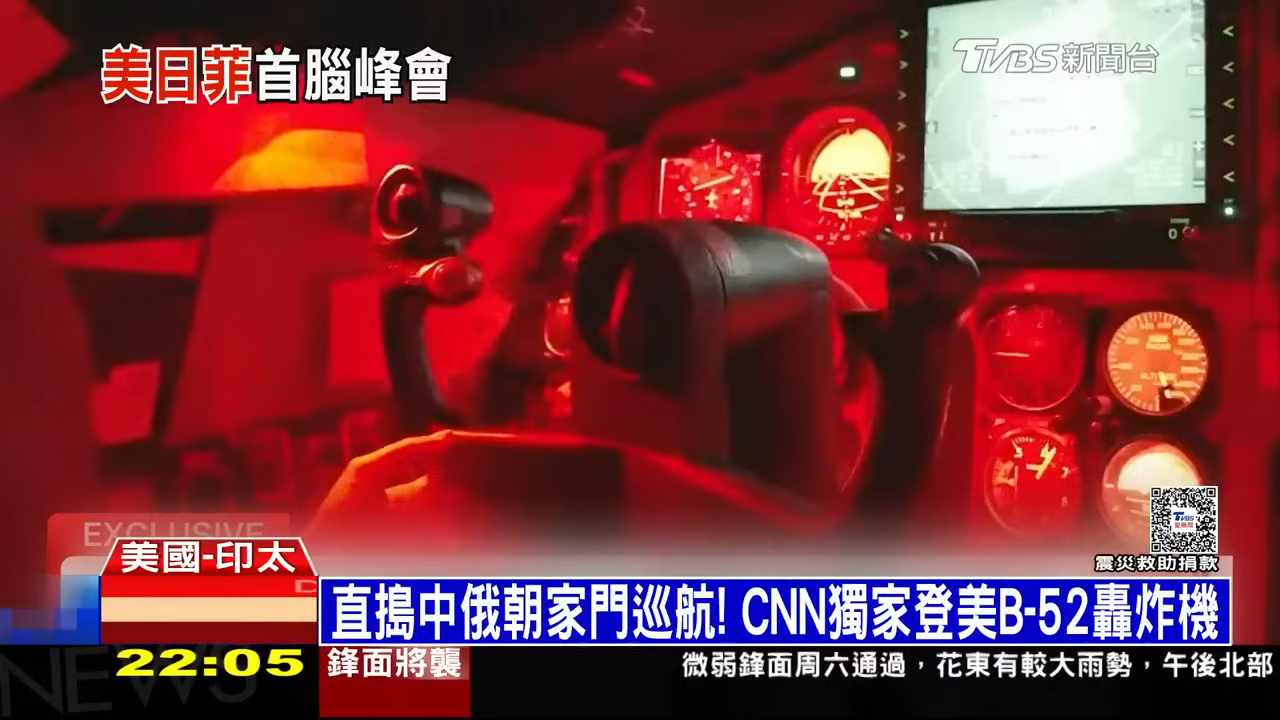 美日菲首腦峰會
TVBS新聞台
EXCLUSIVE
美國-印太
震災救助捐款
直搗中俄朝家門巡航! CNN獨家登美B-52轟炸機
NEWS
22:05
鋒面將襲
微弱鋒面周六通過，花東有較大雨勢，午後北部